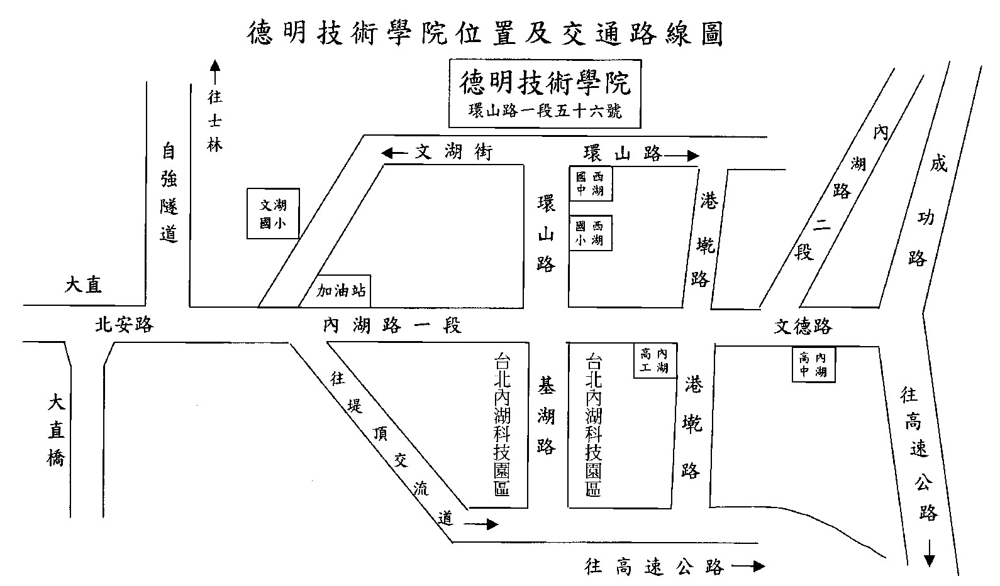 德明技術學院位置及交通路線圖
德明技術學院
環山路一段五十六號
往士林
自強隧道
文湖街
環山路
內湖路二段
成功路
文湖
國小
環山路
西湖
國中
西湖
國小
港墘路
大直
加油站
北安路
內湖路一段
文德路
大直橋
往堤頂交流道
台北內湖科技園區
基湖路
台北內湖科技園區
內湖
高工
港墘路
內湖
高中
往高速公路
往高速公路